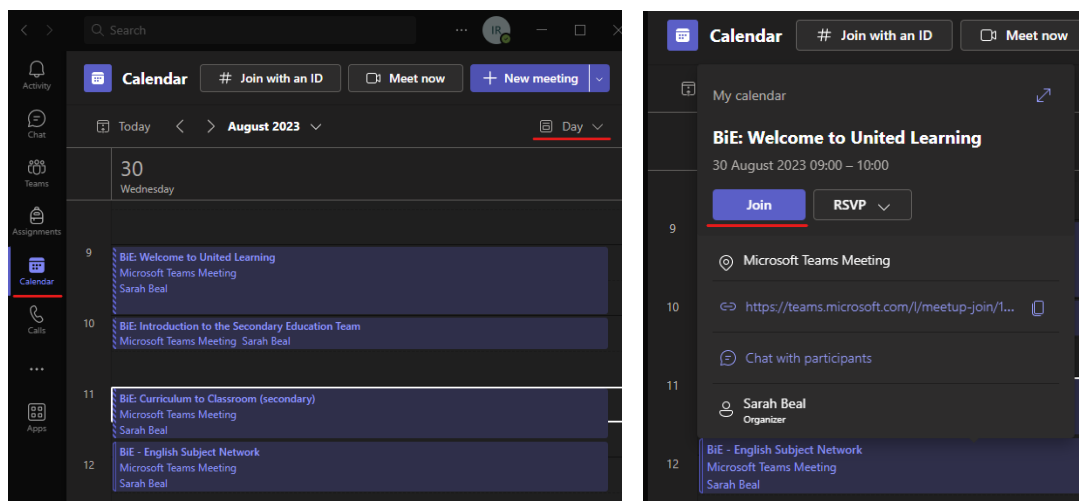 Search
IR
Activity
Chat
Teams
Assignments
Calendar
Calls
Apps
Calendar
# Join with an ID
Meet now
New meeting
Today
August 2023
Day
30
Wednesday
9
BiE: Welcome to United Learning
Microsoft Teams Meeting
Sarah Beal
10
BiE: Introduction to the Secondary Education Team
Microsoft Teams Meeting Sarah Beal
11
BiE: Curriculum to Classroom (secondary)
Microsoft Teams Meeting
Sarah Beal
12
BiE - English Subject Network
Microsoft Teams Meeting
Sarah Beal
Calendar
# Join with an ID
Meet now
My calendar
BiE: Welcome to United Learning
30 August 2023 09:00 – 10:00
Join
RSVP
9
Microsoft Teams Meeting
10
https://teams.microsoft.com/l/meetup-join/1...
Chat with participants
11
Sarah Beal
Organizer
12
BiE - English Subject Network
Microsoft Teams Meeting
Sarah Beal